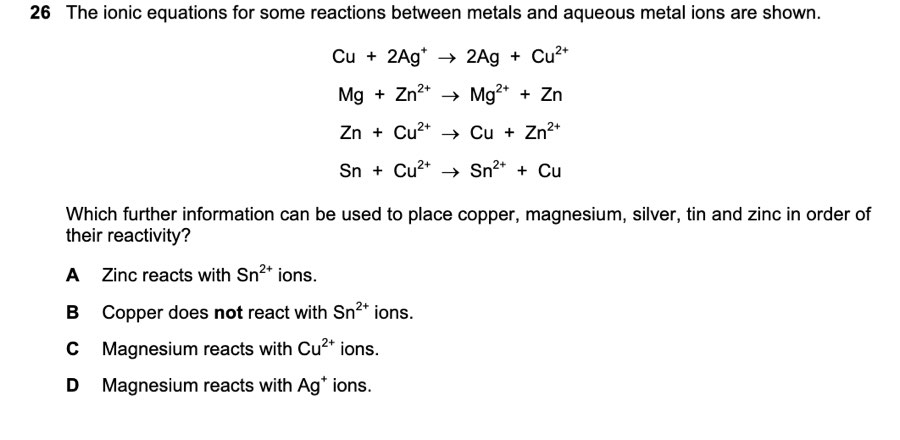 26 The ionic equations for some reactions between metals and aqueous metal ions are shown.
Cu + 2Ag⁺ → 2Ag + Cu²⁺
Mg + Zn²⁺ → Mg²⁺ + Zn
Zn + Cu²⁺ → Cu + Zn²⁺
Sn + Cu²⁺ → Sn²⁺ + Cu
Which further information can be used to place copper, magnesium, silver, tin and zinc in order of
their reactivity?
A Zinc reacts with Sn²⁺ ions.
B Copper does not react with Sn²⁺ ions.
C Magnesium reacts with Cu²⁺ ions.
D Magnesium reacts with Ag⁺ ions.